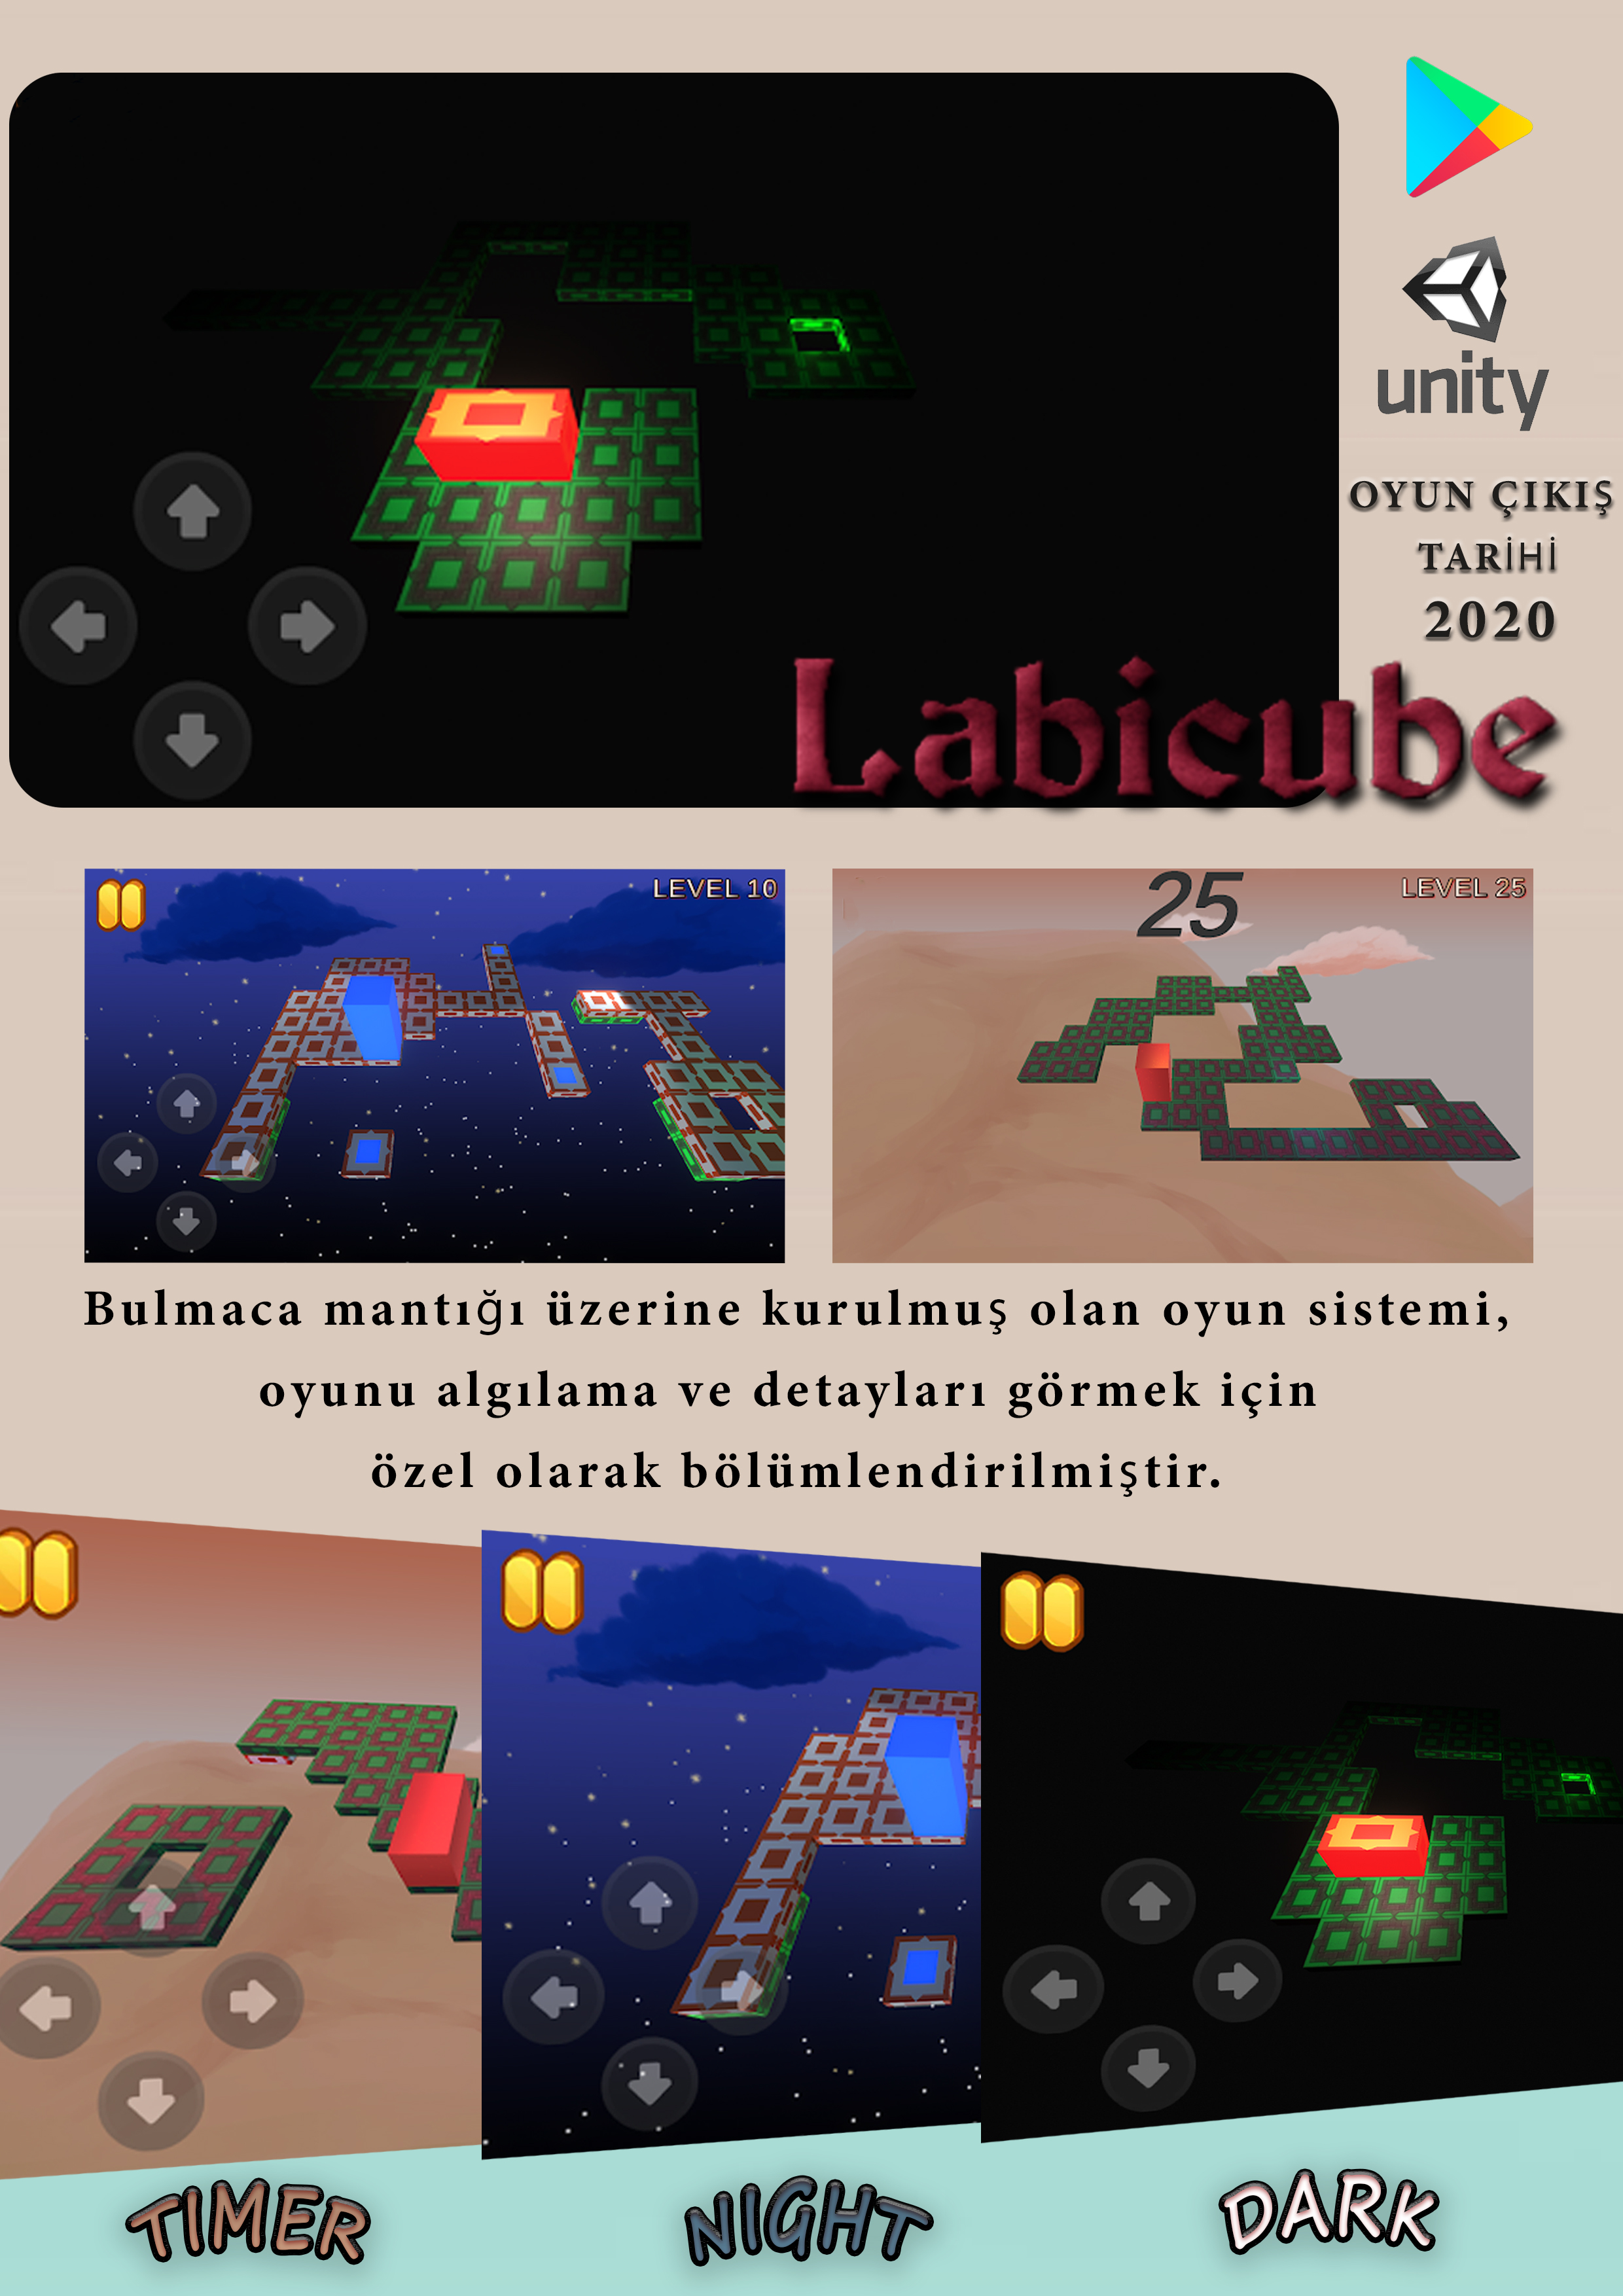 unity
OYUN ÇIKIŞ
TARİHİ
2020
Labicube
LEVEL 10
25
LEVEL 25
Bulmaca mantığı üzerine kurulmuş olan oyun sistemi,
oyunu algılama ve detayları görmek için
özel olarak bölümlendirilmiştir.
TIMER
NIGHT
DARK